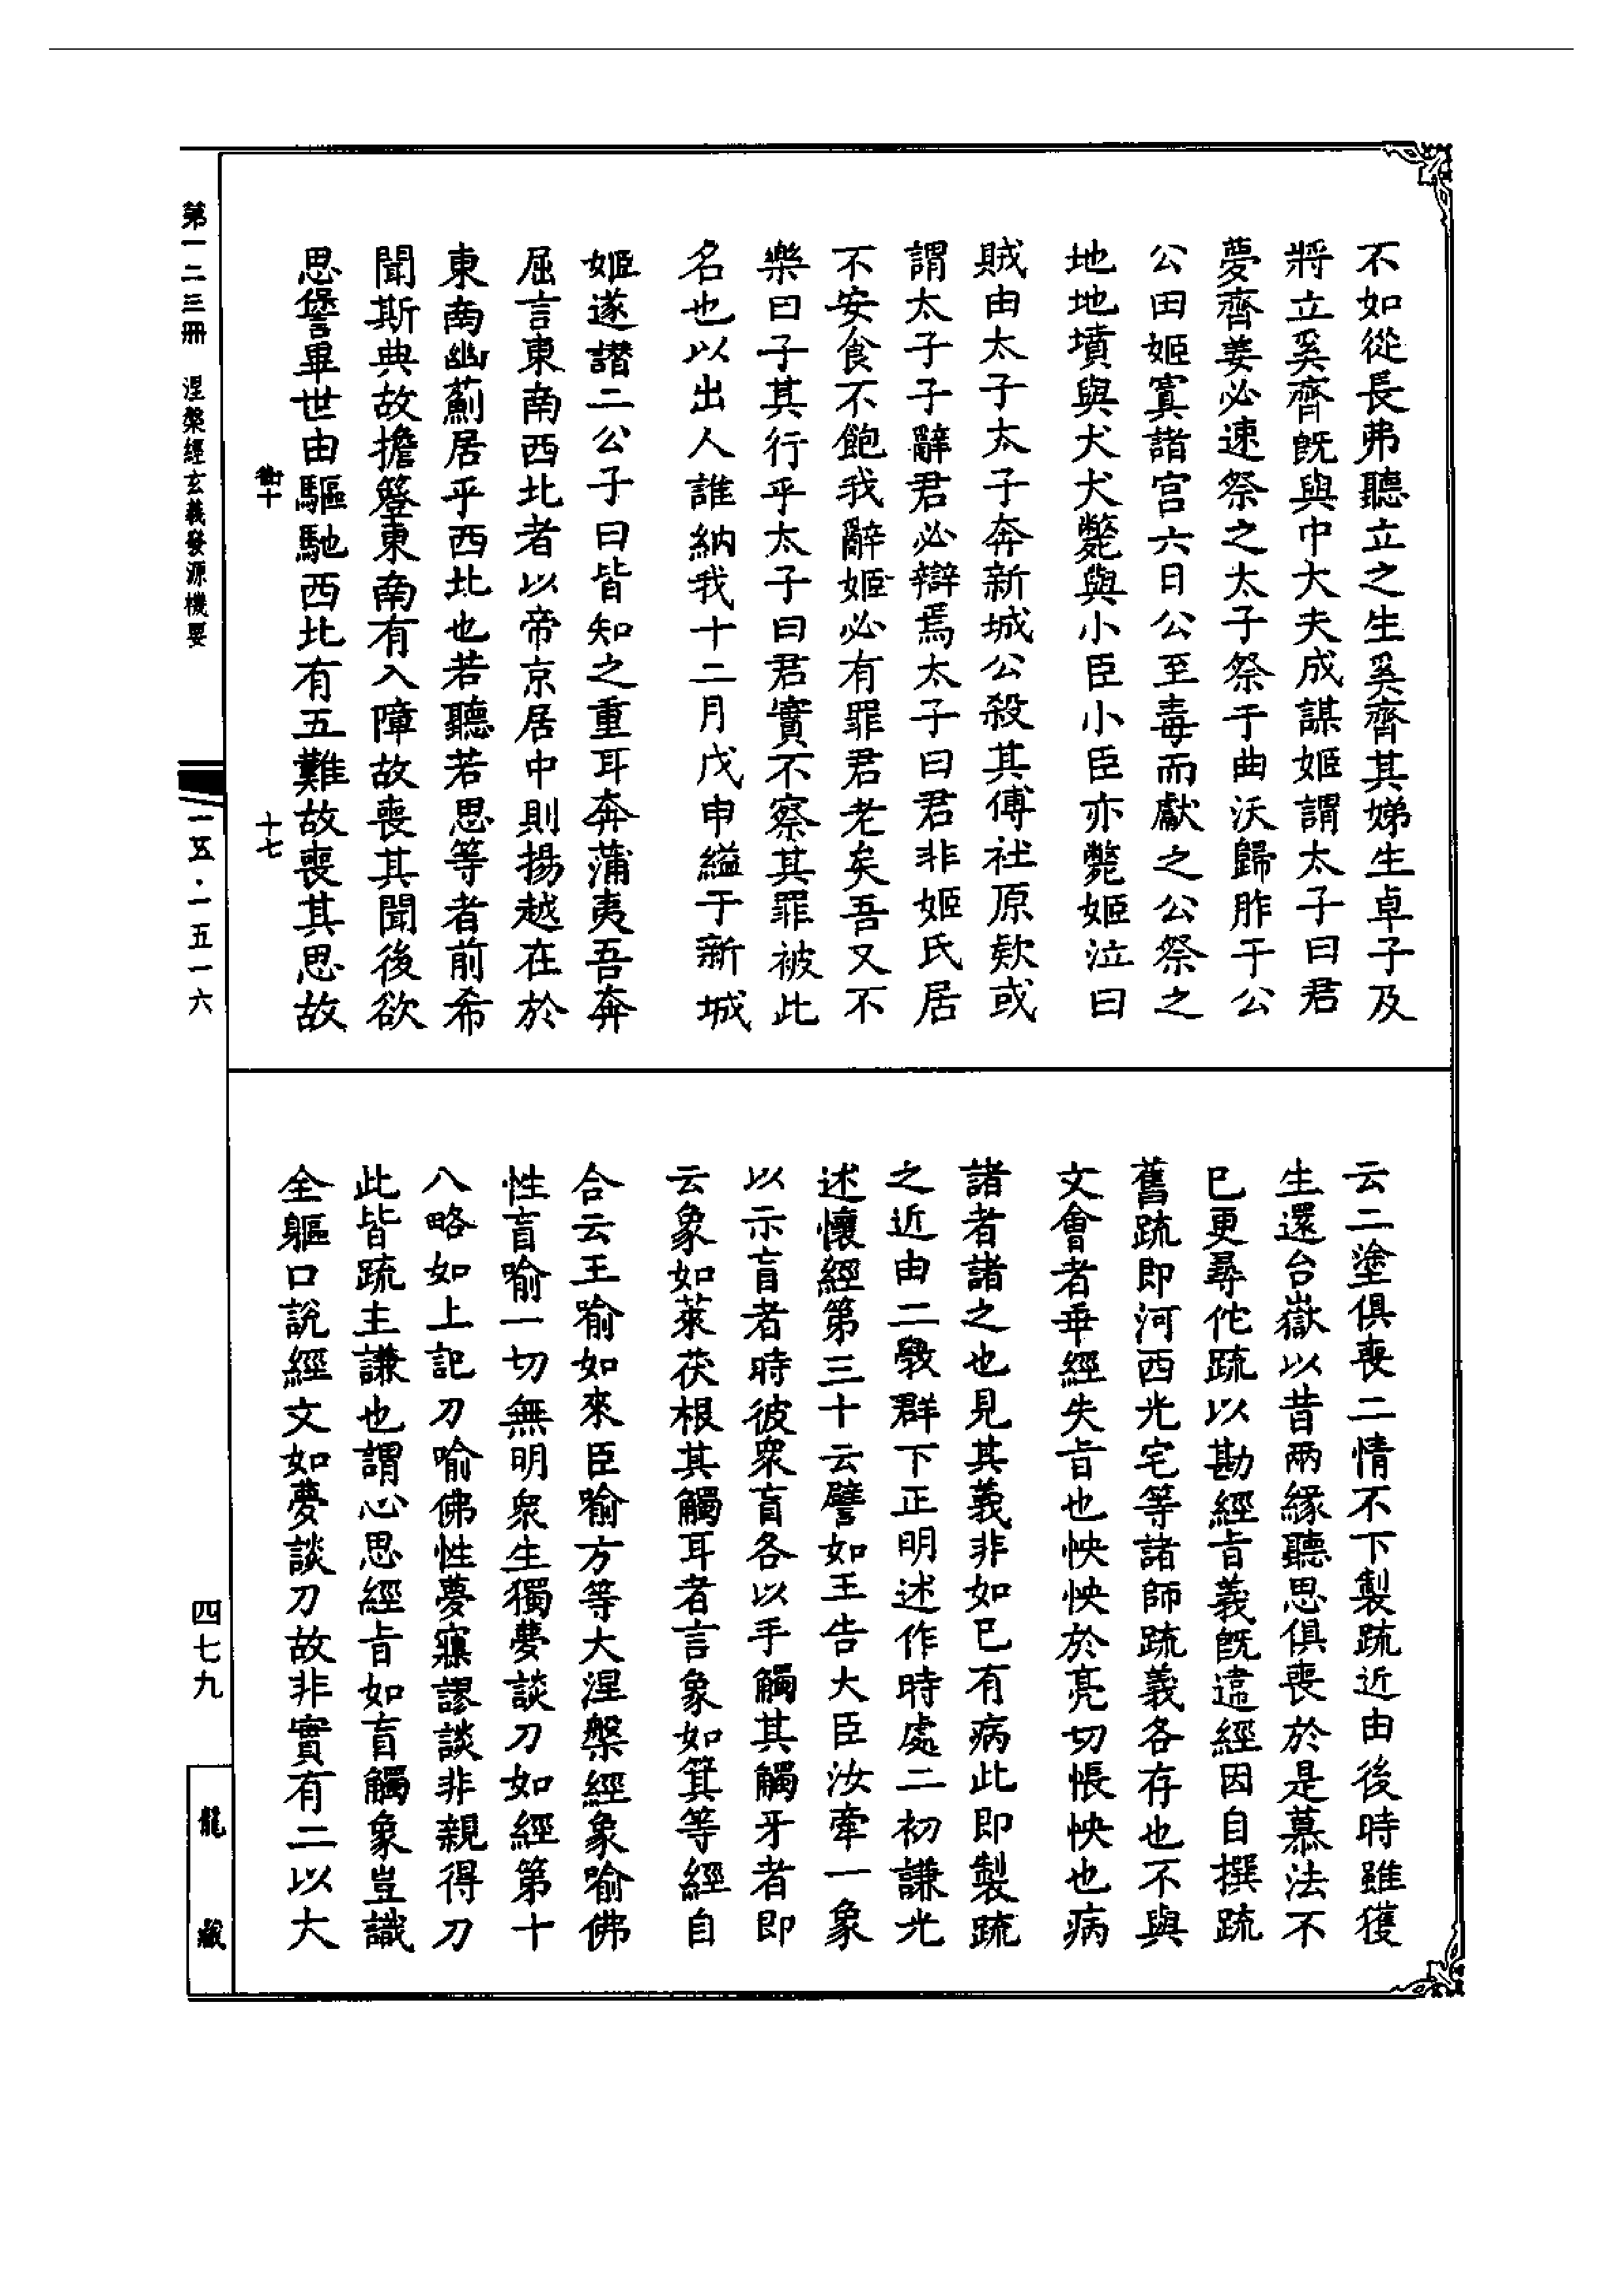 不如從長弗聽立之生奚齊其娣生卓子及
將立奚齊旣與中大夫成謀姬謂太子曰君
夢齊姜必速祭之太子祭于曲沃歸胙于公
公田姬寘諸宮六日公至毒而獻之公祭之
地地墳與犬犬斃與小臣小臣亦斃姬泣曰
賊由太子太子奔新城公殺其傅社原欵或
謂太子子辭君必辯焉太子曰君非姬氏居
不安食不飽我辭姬必有罪君老矣吾又不
樂曰子其行乎太子曰君實不察其罪被此
名也以出人誰納我十二月戊申縊于新城
姬遂譖二公子曰皆知之重耳奔蒲夷吾奔
屈言東南西北者以帝京居中則揚越在於
東南幽薊居乎西北也若聽若思等者前希
聞斯典故擔簦東南有入障故喪其聞後欲
思讋畢世由驅馳西北有五難故喪其思故
云二塗俱喪二情不下製疏近由後時雖獲
生還台嶽以昔兩緣聽思俱喪於是慕法不
已更尋佗疏以勘經旨義旣違經因自撰疏
舊疏即河西光宅等諸師疏義各存也不與
文會者乖經失旨也怏怏於亮切悵怏也病
諸者諸之也見其義非如已有病此即製疏
之近由二斅群下正明述作時處二初謙光
述懷經第三十云譬如王告大臣汝牽一象
以示盲者時彼衆盲各以手觸其觸牙者即
云象如萊茯根其觸耳者言象如箕等經自
合云王喻如來臣喻方等大涅槃經象喻佛
性盲喻一切無明衆生獨夢談刀如經第十
八略如上記刀喻佛性夢寐謬談非親得刀
此皆疏主謙也謂心思經旨如盲觸象豈識
全軀口說經文如夢談刀故非實有二以大
衝十
十七
第一二三冊 涅槃經玄義發源機要
一五·一五一六
四七九
龍藏